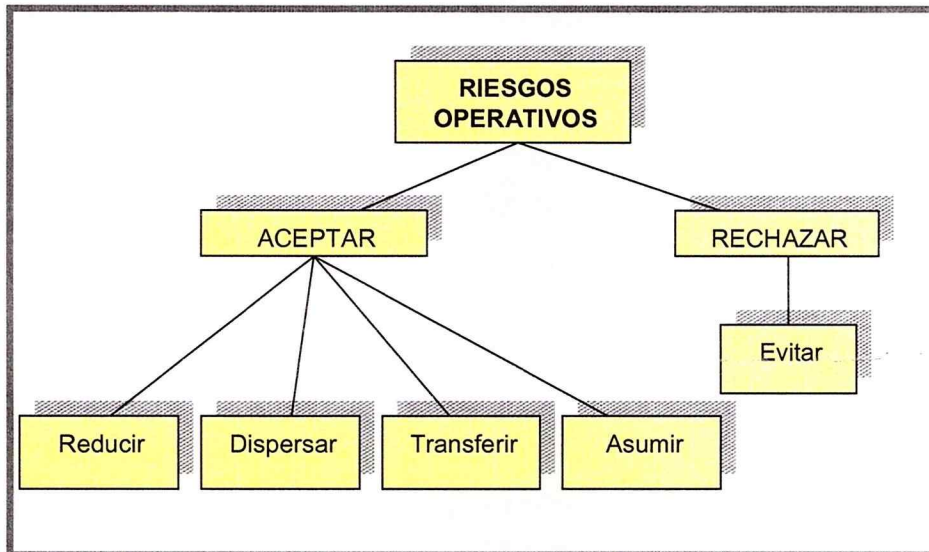 RIESGOS
OPERATIVOS
ACEPTAR
RECHAZAR
Evitar
Reducir
Dispersar
Transferir
Asumir